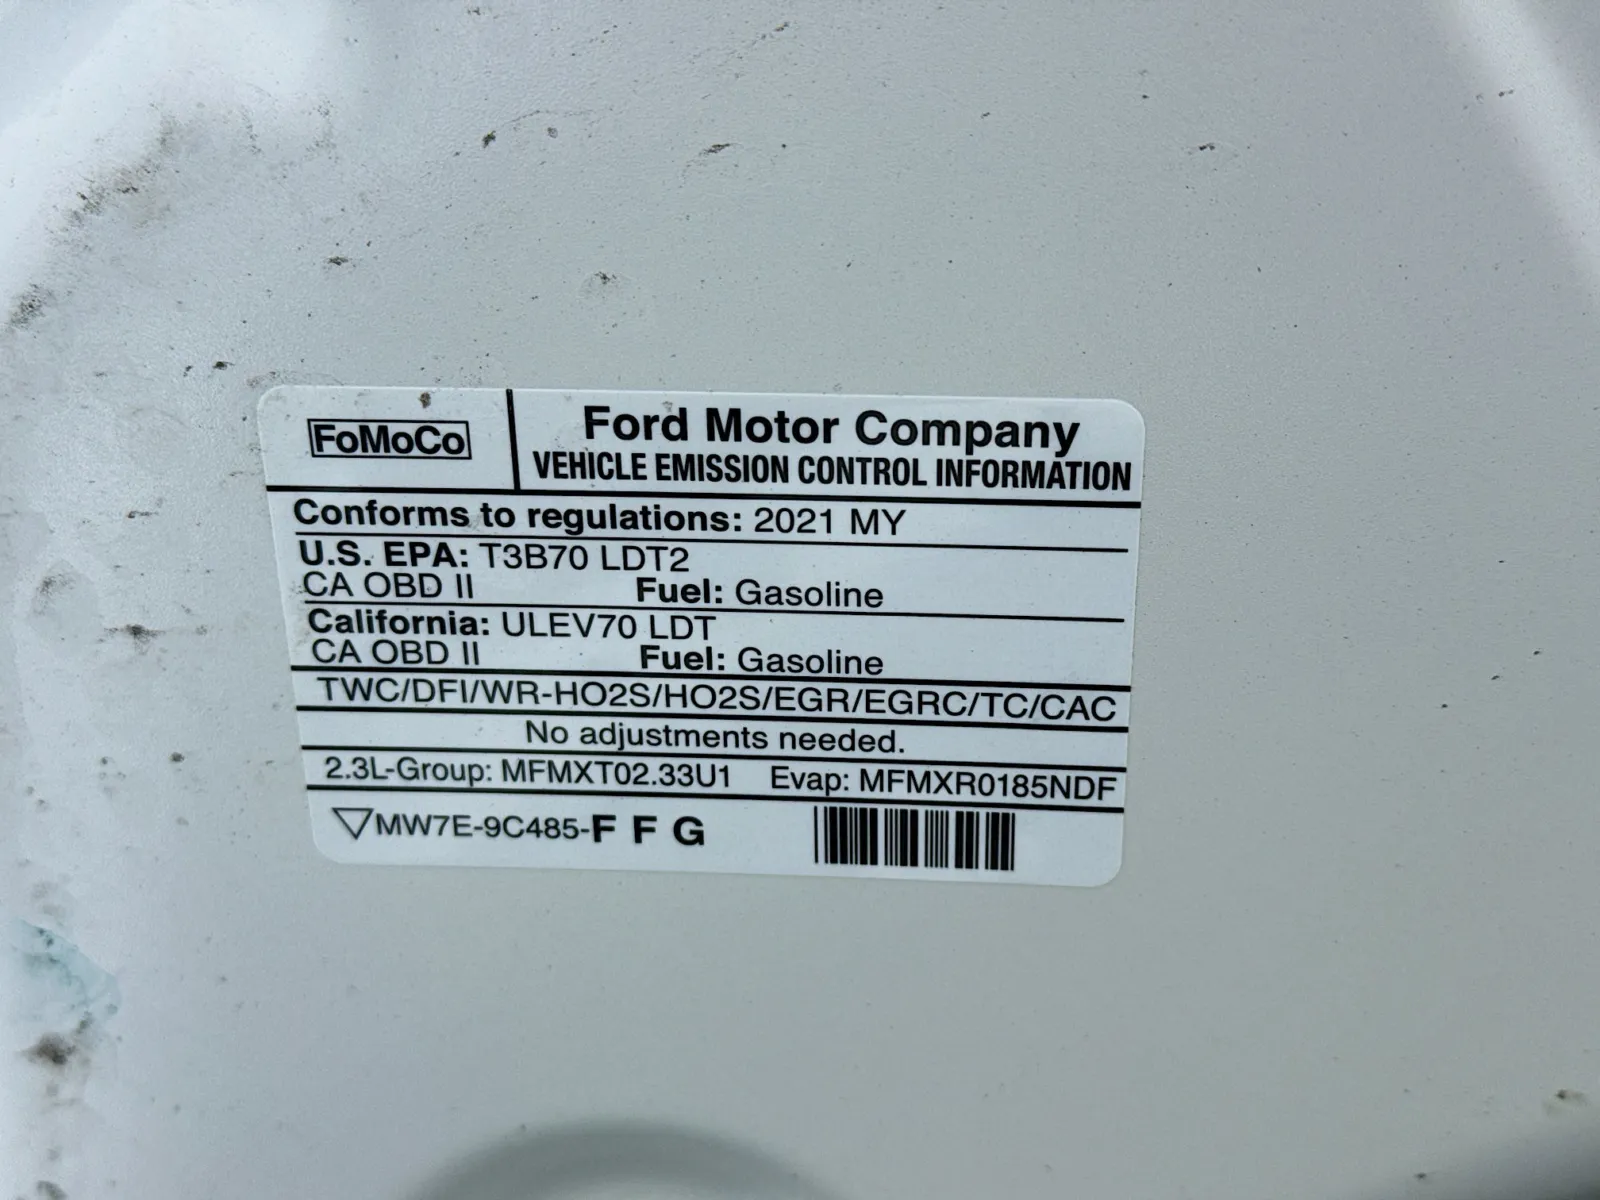 FoMoCo
Ford Motor Company
VEHICLE EMISSION CONTROL INFORMATION
Conforms to regulations: 2021 MY
U.S. EPA: T3B70 LDT2
CA OBD II Fuel: Gasoline
California: ULEV70 LDT
CA OBD II Fuel: Gasoline
TWC/DFI/WR-HO2S/HO2S/EGR/EGRC/TC/CAC
No adjustments needed.
2.3L-Group: MFMXT02.33U1 Evap: MFMXR0185NDF
MW7E-9C485-F F G